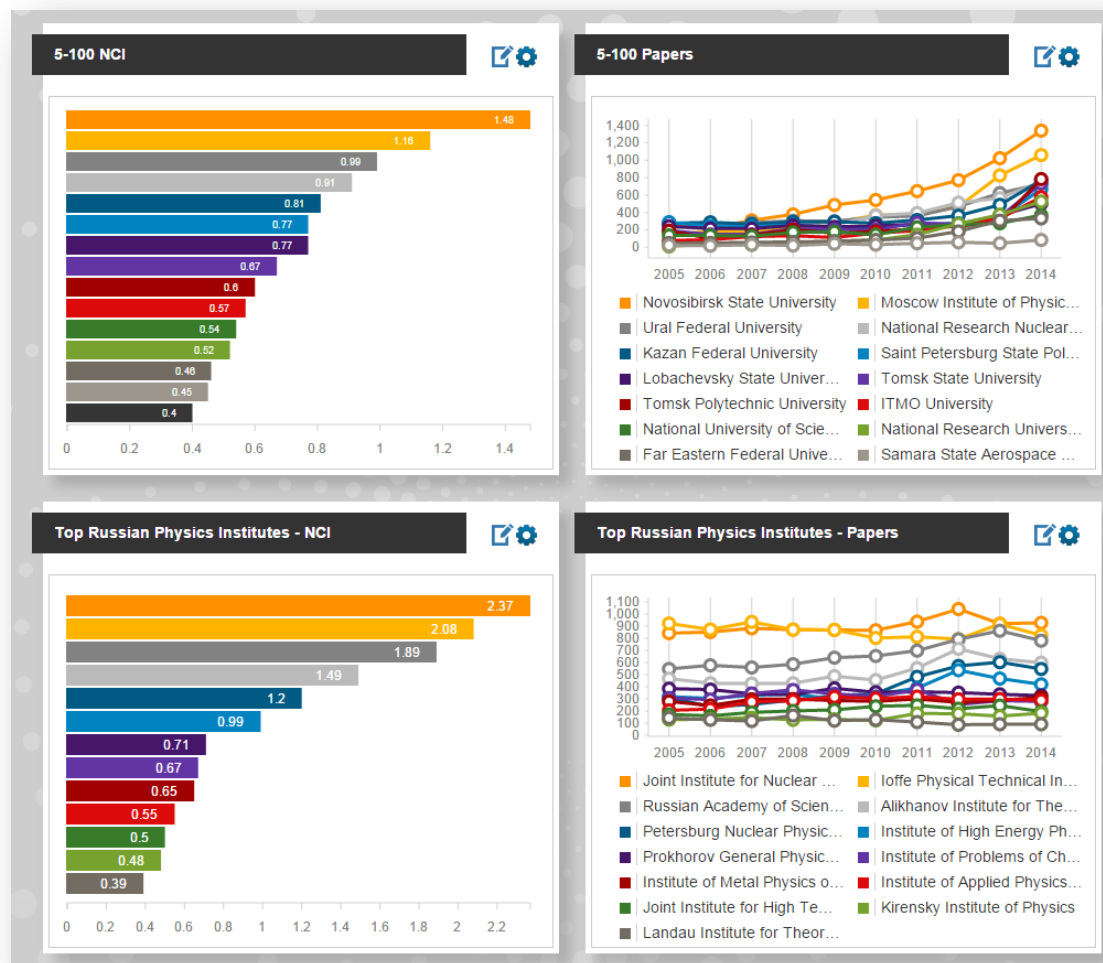 5-100 NCI
1.48
1.16
0.99
0.91
0.81
0.77
0.77
0.67
0.6
0.57
0.54
0.52
0.46
0.45
0.4
0 0.2 0.4 0.6 0.8 1 1.2 1.4
5-100 Papers
1,400
1,200
1,000
800
600
400
200
0
2005 2006 2007 2008 2009 2010 2011 2012 2013 2014
Novosibirsk State University Moscow Institute of Physic...
Ural Federal University National Research Nuclear...
Kazan Federal University Saint Petersburg State Pol...
Lobachevsky State Univer... Tomsk State University
Tomsk Polytechnic University ITMO University
National University of Scie... National Research Univers...
Far Eastern Federal Unive... Samara State Aerospace ...
Top Russian Physics Institutes - NCI
2.37
2.08
1.89
1.49
1.2
0.99
0.71
0.67
0.65
0.55
0.5
0.48
0.39
0 0.2 0.4 0.6 0.8 1 1.2 1.4 1.6 1.8 2 2.2
Top Russian Physics Institutes - Papers
1,100
1,000
900
800
700
600
500
400
300
200
100
0
2005 2006 2007 2008 2009 2010 2011 2012 2013 2014
Joint Institute for Nuclear ... Ioffe Physical Technical In...
Russian Academy of Scien... Alikhanov Institute for The...
Petersburg Nuclear Physic... Institute of High Energy Ph...
Prokhorov General Physic... Institute of Problems of Ch...
Institute of Metal Physics o... Institute of Applied Physics...
Joint Institute for High Te... Kirensky Institute of Physics
Landau Institute for Theor...